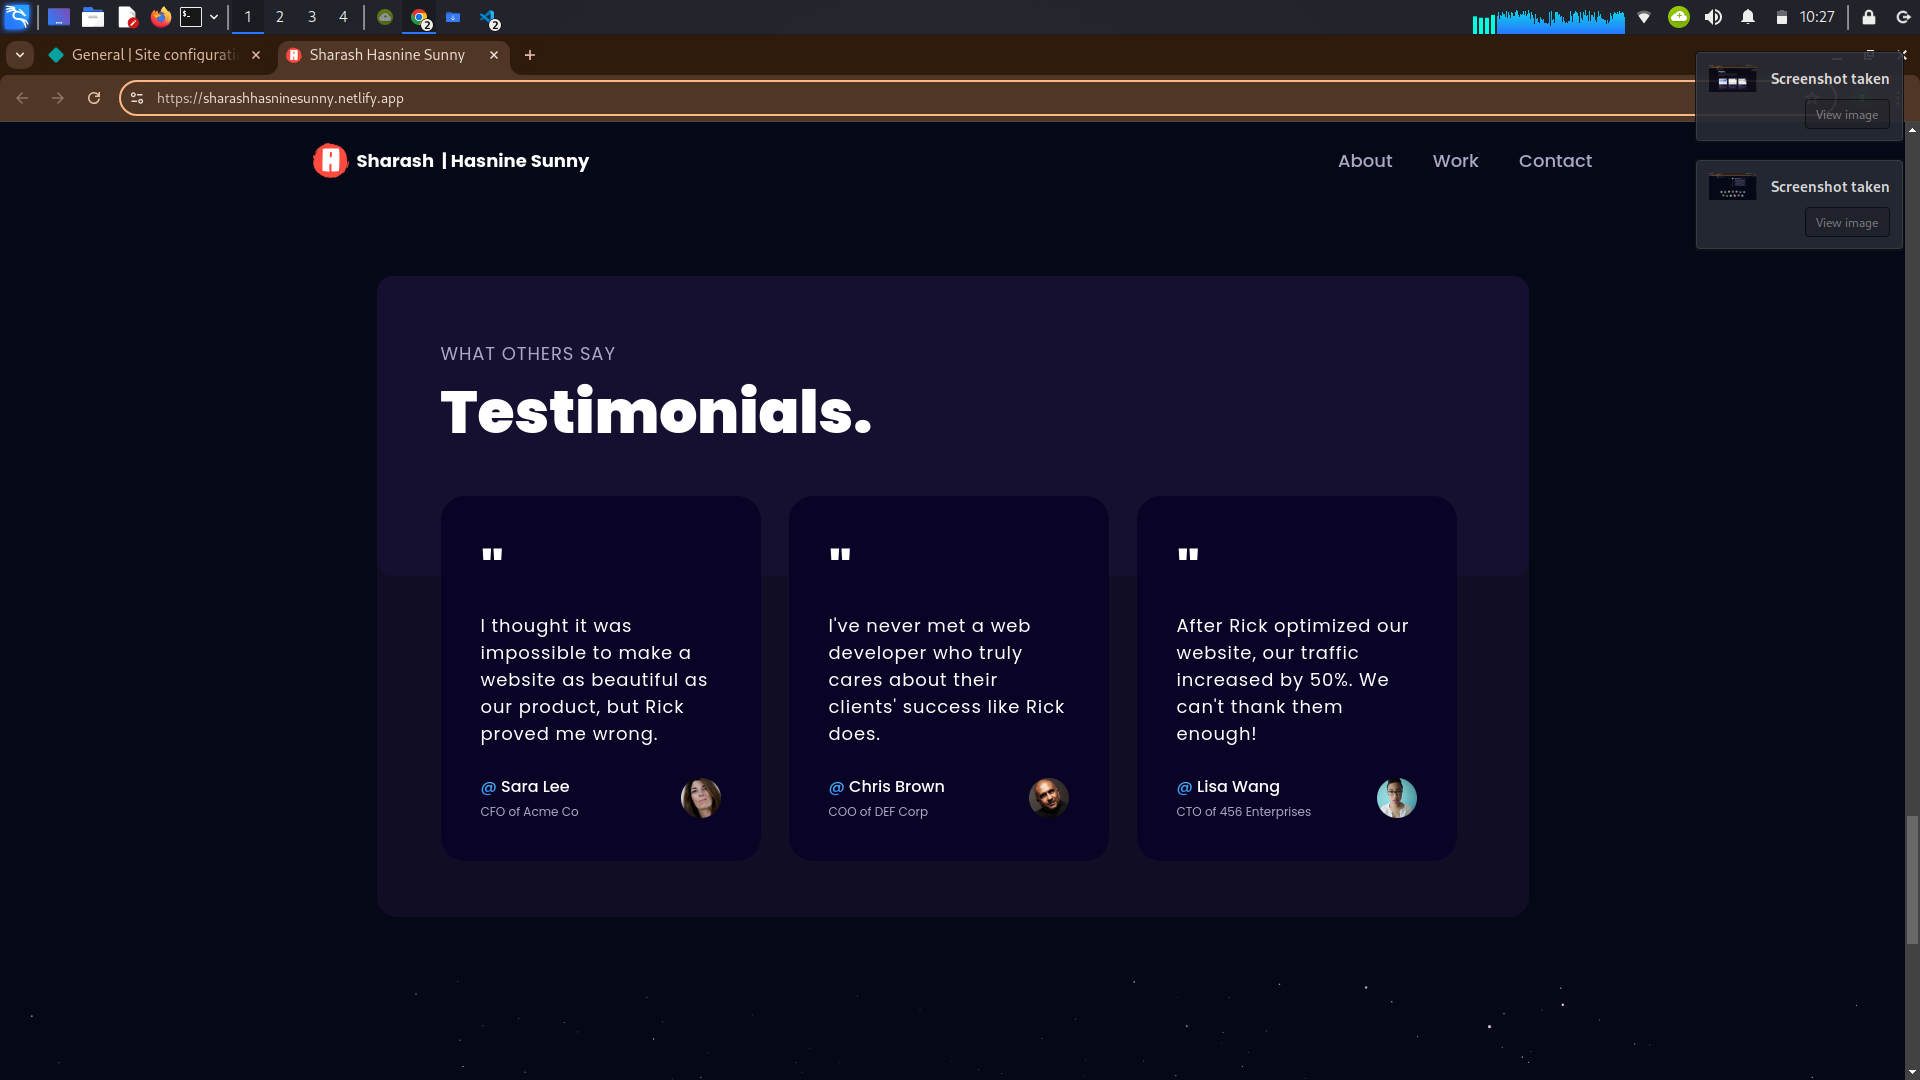 1 2 3 4 2 2 10:27
General | Site configurati
Sharash Hasnine Sunny
https://sharashhasninesunny.netlify.app
Screenshot taken
View image
Screenshot taken
View image
Sharash | Hasnine Sunny
About Work Contact
WHAT OTHERS SAY
Testimonials.
"
I thought it was
impossible to make a
website as beautiful as
our product, but Rick
proved me wrong.
@ Sara Lee
CFO of Acme Co
"
I've never met a web
developer who truly
cares about their
clients' success like Rick
does.
@ Chris Brown
COO of DEF Corp
"
After Rick optimized our
website, our traffic
increased by 50%. We
can't thank them
enough!
@ Lisa Wang
CTO of 456 Enterprises